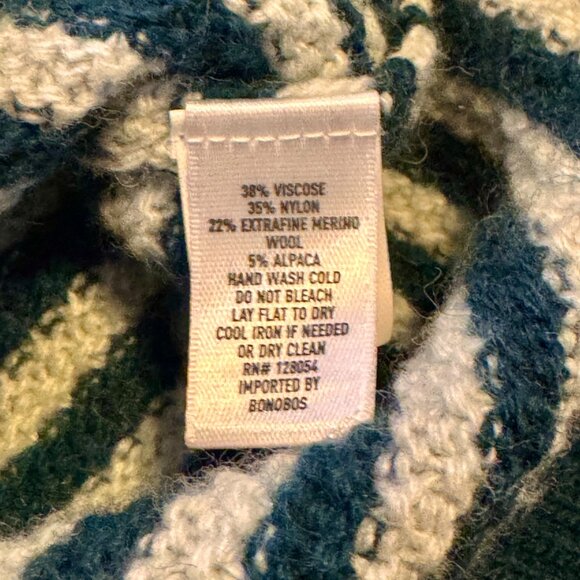 38% VISCOSE
35% NYLON
22% EXTRAFINE MERINO
WOOL
5% ALPACA
HAND WASH COLD
DO NOT BLEACH
LAY FLAT TO DRY
COOL IRON IF NEEDED
OR DRY CLEAN
RN# 128054
IMPORTED BY
BONOBOS